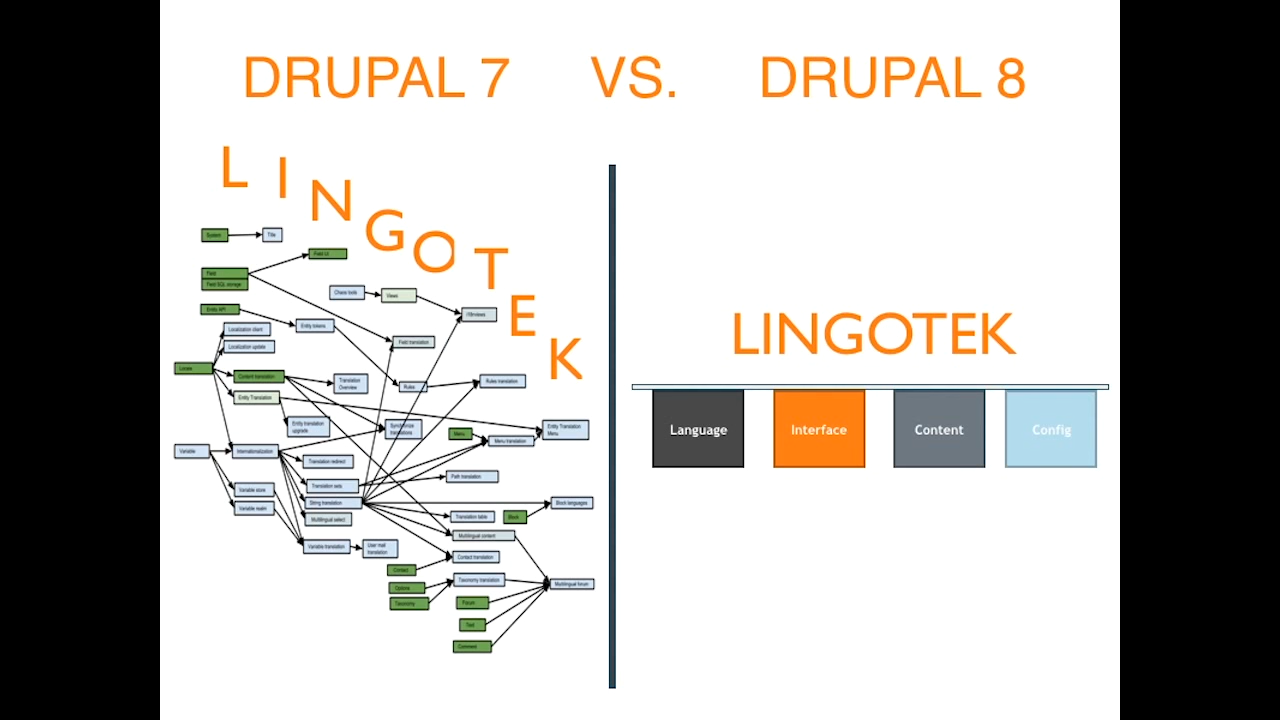 DRUPAL 7 VS. DRUPAL 8
LINGOTEK
System
Title
Field UI
Field
Field SQL storage
Chaos tools
Views
Entity API
i18nviews
Entity tokens
Localization client
Field translation
Localization update
Locale
Content translation
Translation Overview
Rules
Rules translation
Entity Translation
Entity translation upgrade
Synchronize translations
Menu
Menu translation
Entity Translation Menu
Variable
Internationalization
Translation redirect
Path translation
Translation sets
Variable store
String translation
Block languages
Variable realm
Multilingual select
Translation table
Block
Multilingual content
Variable translation
User mail translation
Contact translation
Contact
Taxonomy translation
Multilingual forum
Options
Taxonomy
Forum
Comment
LINGOTEK
Language
Interface
Content
Config